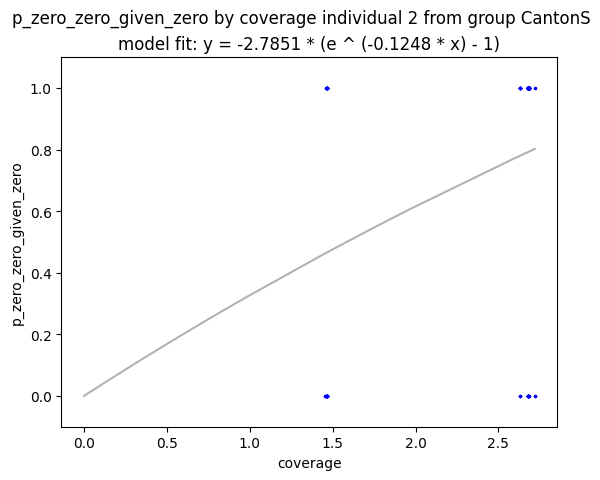 p_zero_zero_given_zero by coverage individual 2 from group CantonS
model fit: y = -2.7851 * (e ^ (-0.1248 * x) - 1)
1.0
0.8
0.6
0.4
0.2
0.0
p_zero_zero_given_zero
0.0 0.5 1.0 1.5 2.0 2.5
coverage